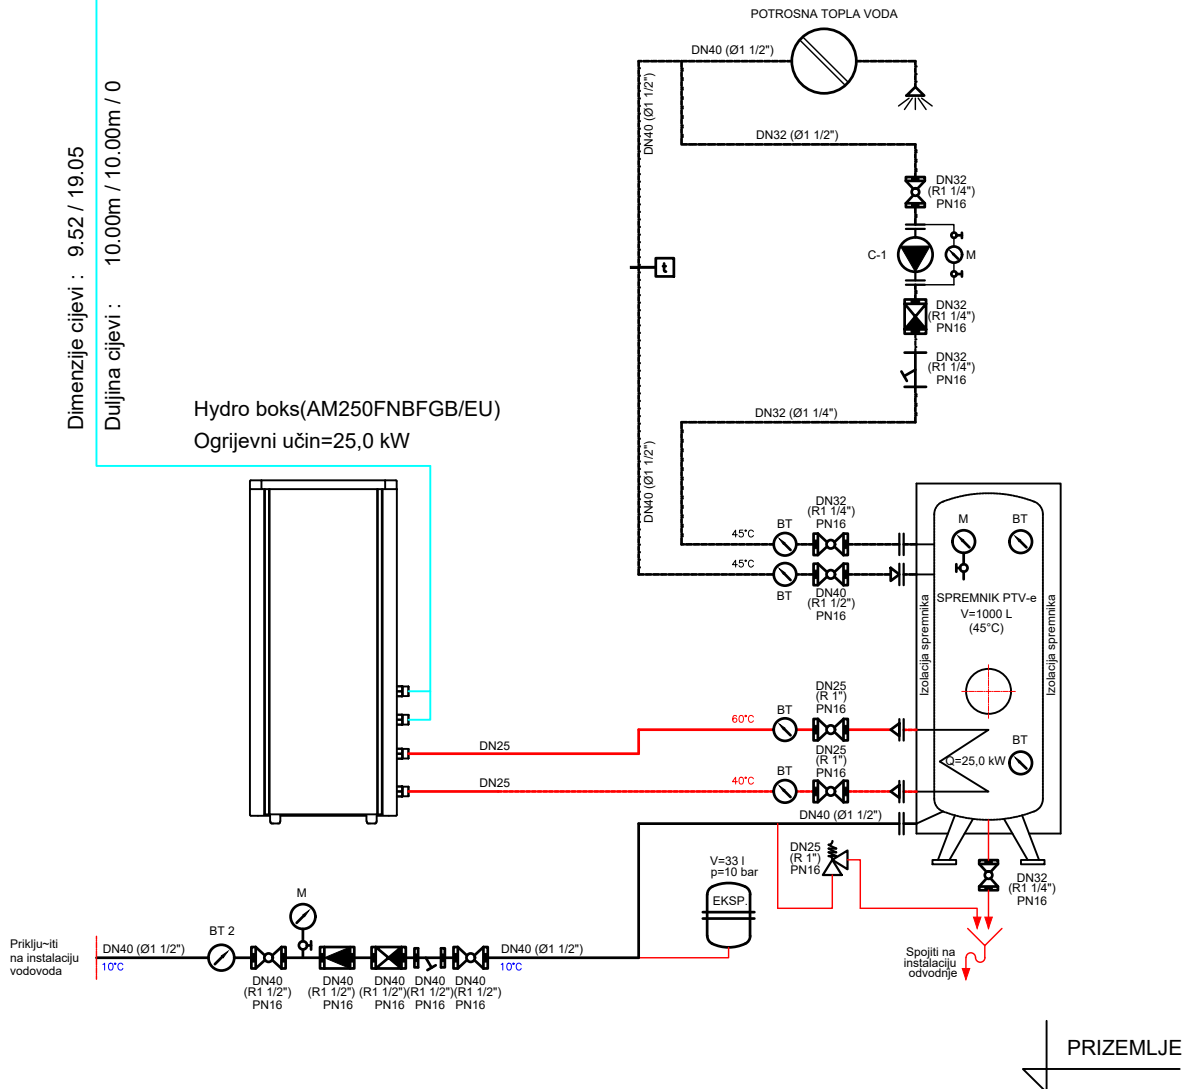 POTROSNA TOPLA VODA
DN40 (Ø1 1/2")
DN40 (Ø1 1/2")
DN32 (Ø1 1/2")
Dimenzije cijevi : 9.52 / 19.05
Duljina cijevi : 10.00m / 10.00m / 0
DN32
(R1 1/4")
PN16
C-1
M
t
DN32
(R1 1/4")
PN16
DN32
(R1 1/4")
PN16
DN32 (Ø1 1/4")
Hydro boks(AM250FNBFGB/EU)
Ogrijevni učin=25,0 kW
DN40 (Ø1 1/2")
DN32
(R1 1/4")
PN16
45°C
BT
45°C
BT
DN40
(R1 1/2")
PN16
M
BT
SPREMNIK PTV-e
V=1000 L
(45°C)
Izolacija spremnika
Izolacija spremnika
DN25
(R 1")
PN16
60°C
BT
DN25
DN25
(R 1")
PN16
40°C
BT
DN25
Q=25,0 kW
BT
DN40 (Ø1 1/2")
DN25
(R 1")
PN16
V=33 l
p=10 bar
EKSP.
DN32
(R1 1/4")
PN16
Spojiti na
instalaciju
odvodnje
Priklju~iti
na instalaciju
vodovoda
DN40 (Ø1 1/2")
10°C
BT 2
M
DN40
(R1 1/2")
PN16
DN40
(R1 1/2")
PN16
DN40
(R1 1/2")
PN16
DN40
(R1 1/2")
PN16
DN40
(R1 1/2")
PN16
DN40 (Ø1 1/2")
10°C
PRIZEMLJE